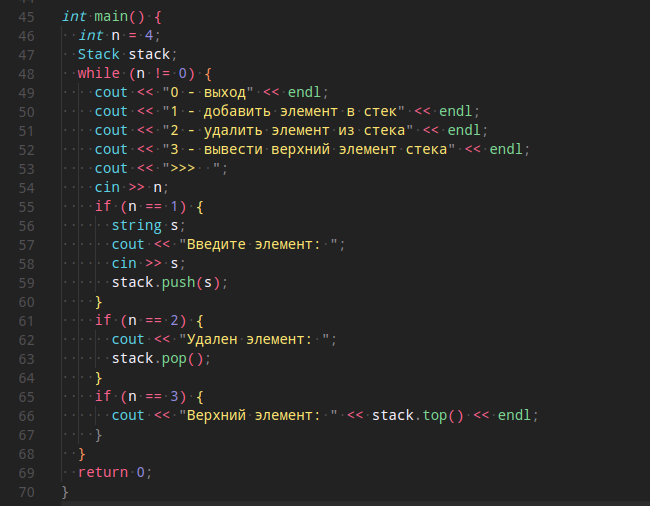 45 int main() {
46   int n = 4;
47   Stack stack;
48   while (n != 0) {
49     cout << "0 - выход" << endl;
50     cout << "1 - добавить элемент в стек" << endl;
51     cout << "2 - удалить элемент из стека" << endl;
52     cout << "3 - вывести верхний элемент стека" << endl;
53     cout << ">>>  ";
54     cin >> n;
55     if (n == 1) {
56       string s;
57       cout << "Введите элемент: ";
58       cin >> s;
59       stack.push(s);
60     }
61     if (n == 2) {
62       cout << "Удален элемент: ";
63       stack.pop();
64     }
65     if (n == 3) {
66       cout << "Верхний элемент: " << stack.top() << endl;
67     }
68   }
69   return 0;
70 }